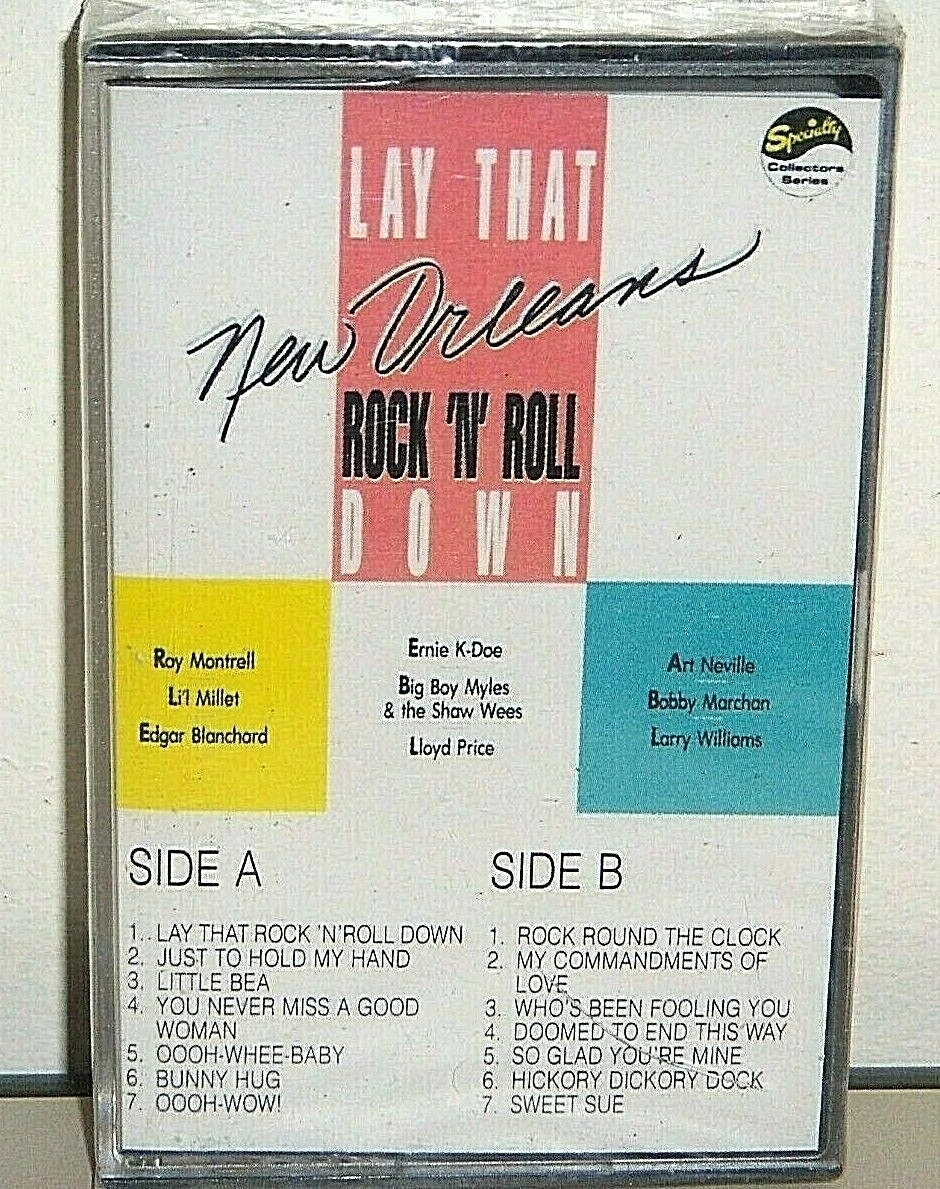 Specialty
Collectors
Series
LAY THAT
New Orleans
ROCK 'N' ROLL
DOWN
Roy Montrell
Li'l Millet
Edgar Blanchard
Ernie K-Doe
Big Boy Myles
& the Shaw Wees
Lloyd Price
Art Neville
Bobby Marchan
Larry Williams
SIDE A
1. LAY THAT ROCK 'N' ROLL DOWN
2. JUST TO HOLD MY HAND
3. LITTLE BEA
4. YOU NEVER MISS A GOOD
WOMAN
5. OOOH-WHEE-BABY
6. BUNNY HUG
7. OOOH-WOW!
SIDE B
1. ROCK ROUND THE CLOCK
2. MY COMMANDMENTS OF
LOVE
3. WHO'S BEEN FOOLING YOU
4. DOOMED TO END THIS WAY
5. SO GLAD YOU'RE MINE
6. HICKORY DICKORY DOCK
7. SWEET SUE